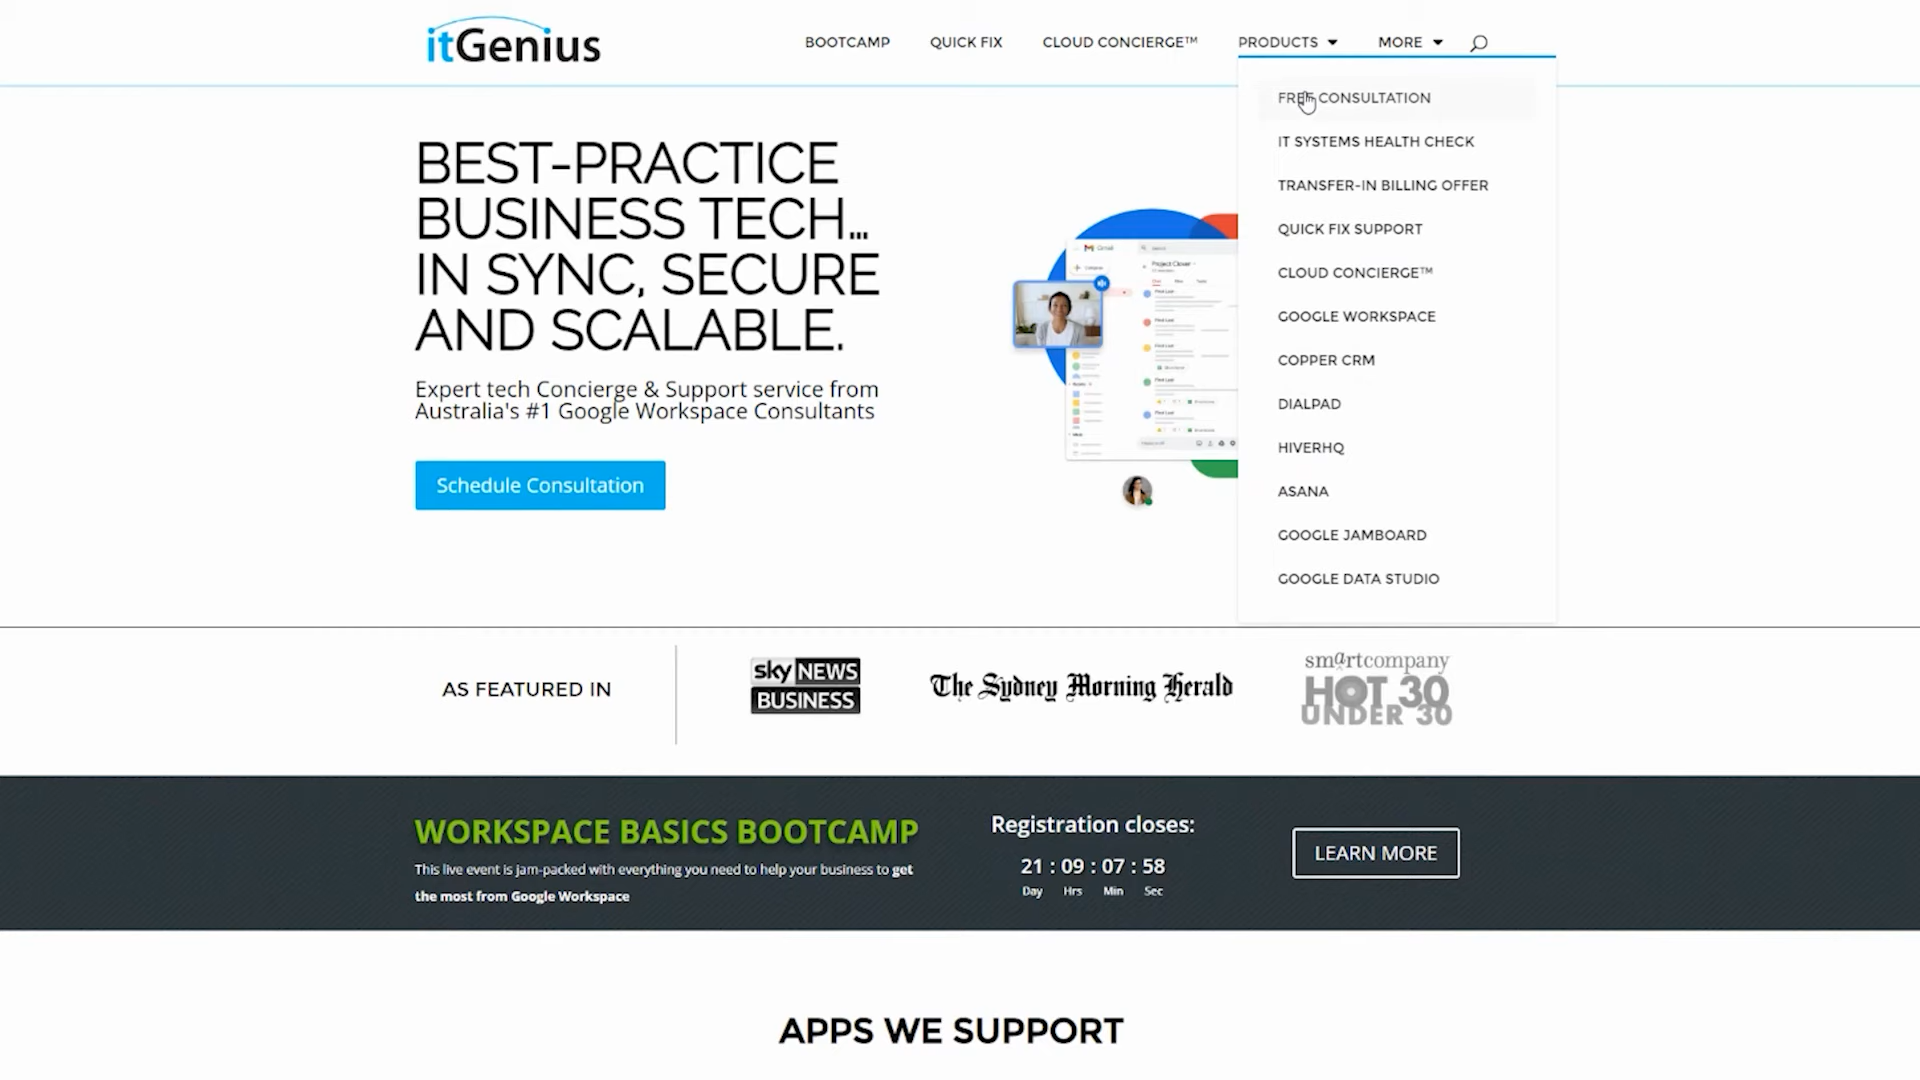 itGenius
BOOTCAMP
QUICK FIX
CLOUD CONCIERGE™
PRODUCTS
MORE
FREE CONSULTATION
IT SYSTEMS HEALTH CHECK
TRANSFER-IN BILLING OFFER
QUICK FIX SUPPORT
CLOUD CONCIERGE™
GOOGLE WORKSPACE
COPPER CRM
DIALPAD
HIVERHQ
ASANA
GOOGLE JAMBOARD
GOOGLE DATA STUDIO
BEST-PRACTICE
BUSINESS TECH...
IN SYNC, SECURE
AND SCALABLE.
Expert tech Concierge & Support service from
Australia's #1 Google Workspace Consultants
Schedule Consultation
Gmail
Project Clover
AS FEATURED IN
sky NEWS
BUSINESS
The Sydney Morning Herald
smartcompany
HOT 30
UNDER 30
WORKSPACE BASICS BOOTCAMP
This live event is jam-packed with everything you need to help your business to get
the most from Google Workspace
Registration closes:
21 : 09 : 07 : 58
Day Hrs Min Sec
LEARN MORE
APPS WE SUPPORT